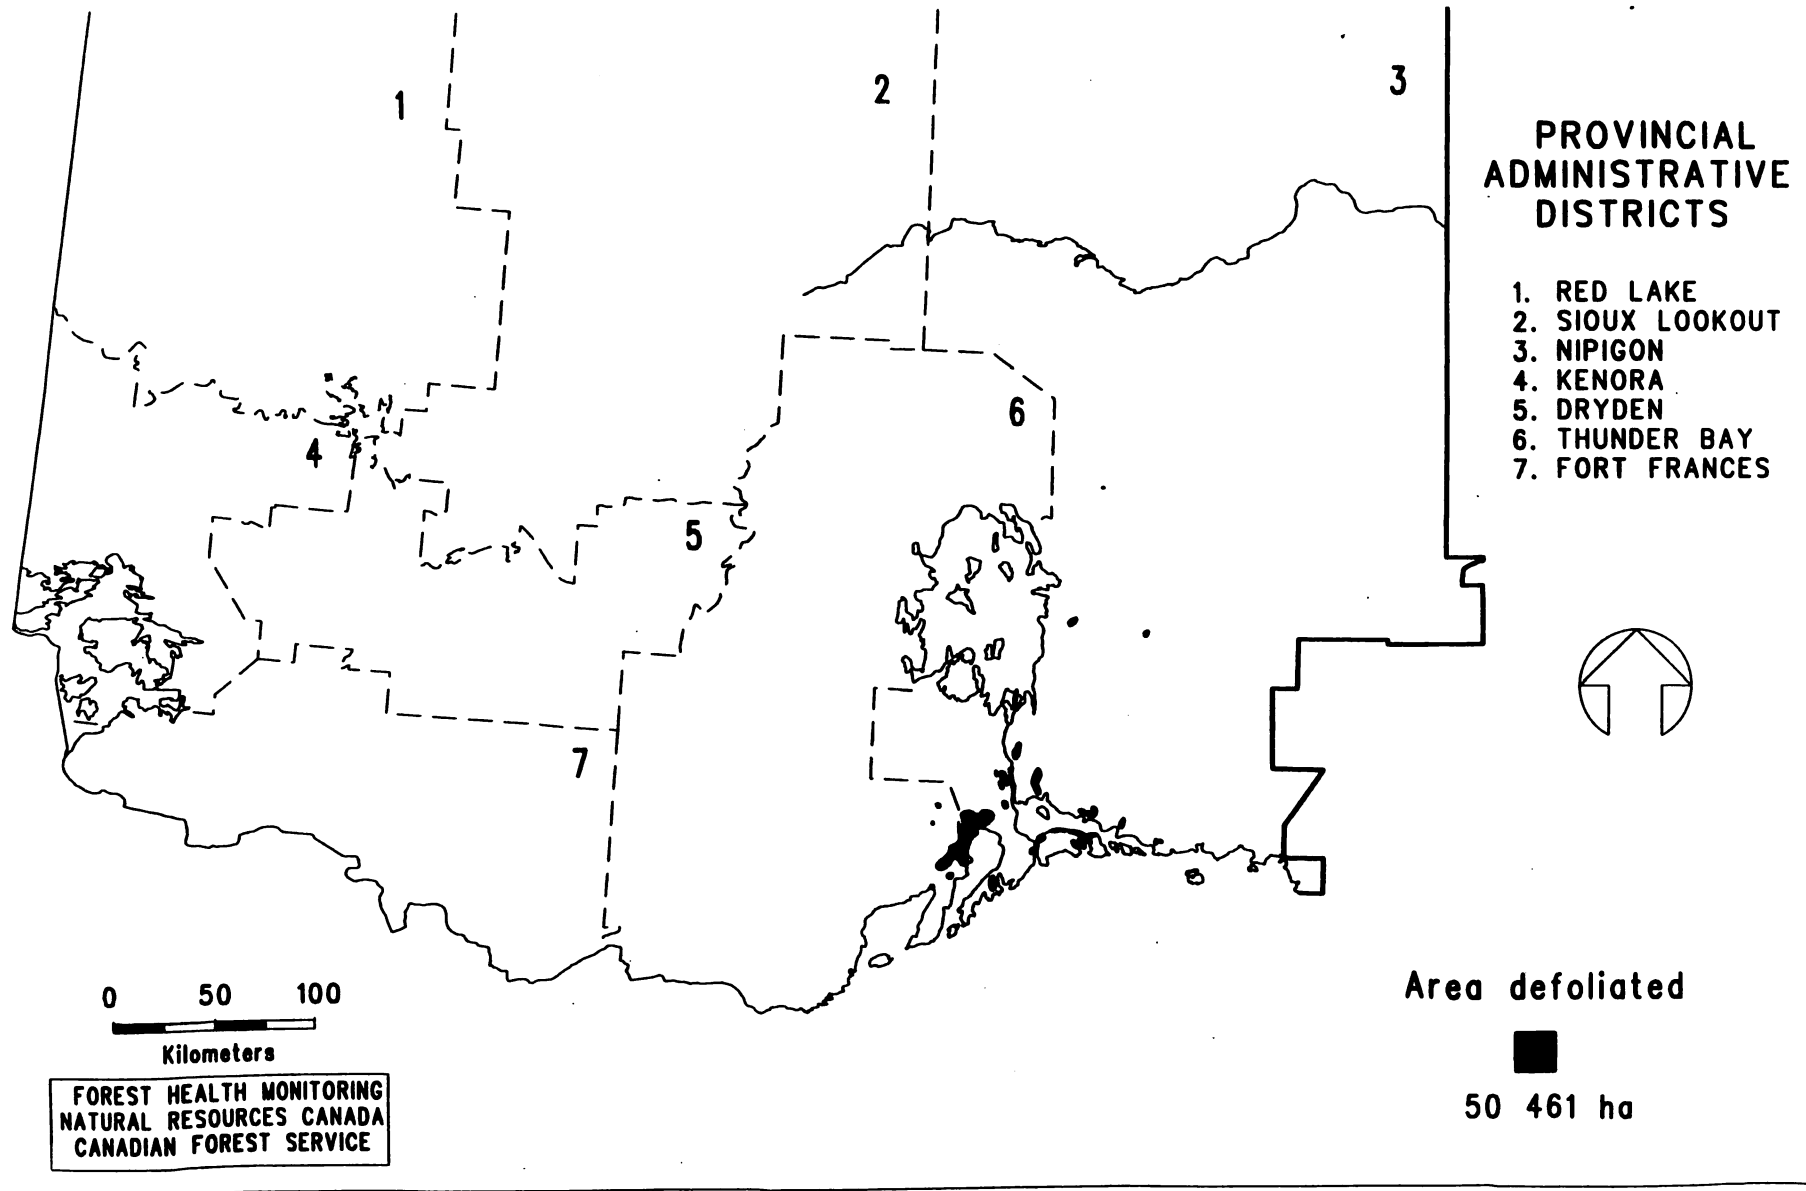 1
2
3
PROVINCIAL
ADMINISTRATIVE
DISTRICTS
1. RED LAKE
2. SIOUX LOOKOUT
3. NIPIGON
4. KENORA
5. DRYDEN
6. THUNDER BAY
7. FORT FRANCES
6
4
5
7
0 50 100
Kilometers
FOREST HEALTH MONITORING
NATURAL RESOURCES CANADA
CANADIAN FOREST SERVICE
Area defoliated
50 461 ha